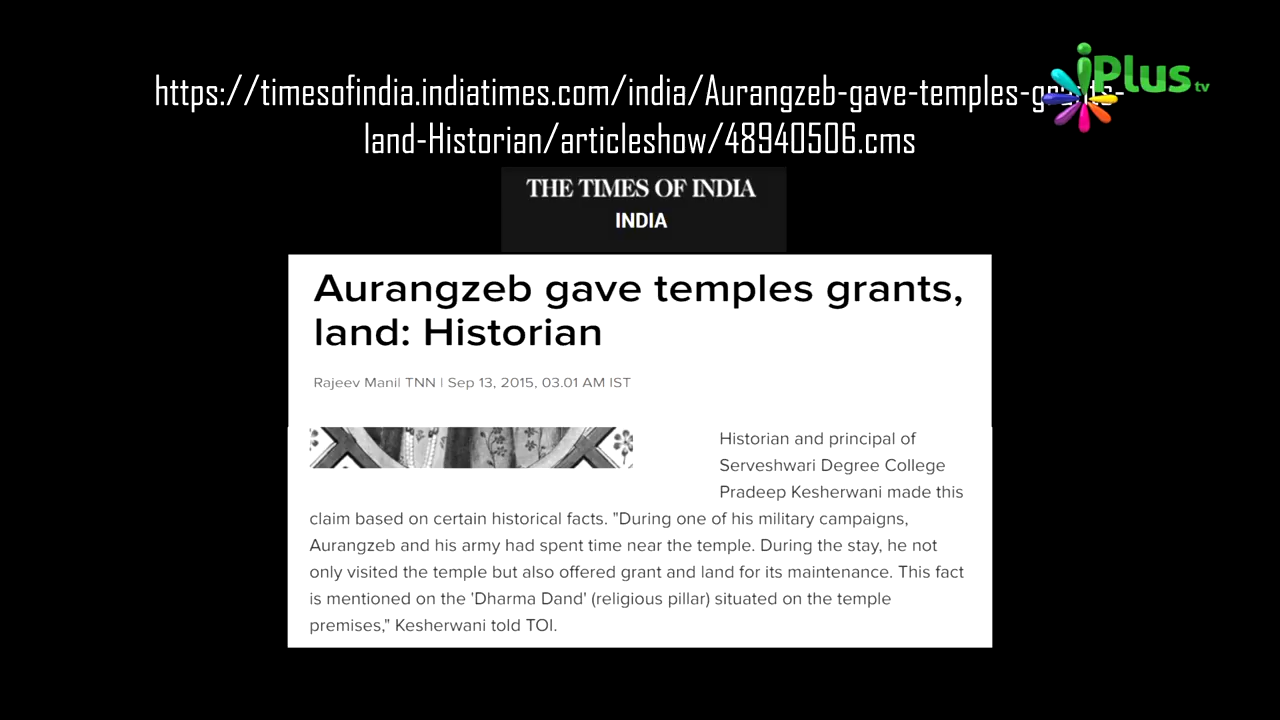 https://timesofindia.indiatimes.com/india/Aurangzeb-gave-temples-grants-
land-Historian/articleshow/48940506.cms
iPlus tv
THE TIMES OF INDIA
INDIA
Aurangzeb gave temples grants,
land: Historian
Rajeev Manil TNN | Sep 13, 2015, 03.01 AM IST
Historian and principal of
Serveshwari Degree College
Pradeep Kesherwani made this
claim based on certain historical facts. "During one of his military campaigns,
Aurangzeb and his army had spent time near the temple. During the stay, he not
only visited the temple but also offered grant and land for its maintenance. This fact
is mentioned on the 'Dharma Dand' (religious pillar) situated on the temple
premises," Kesherwani told TOI.